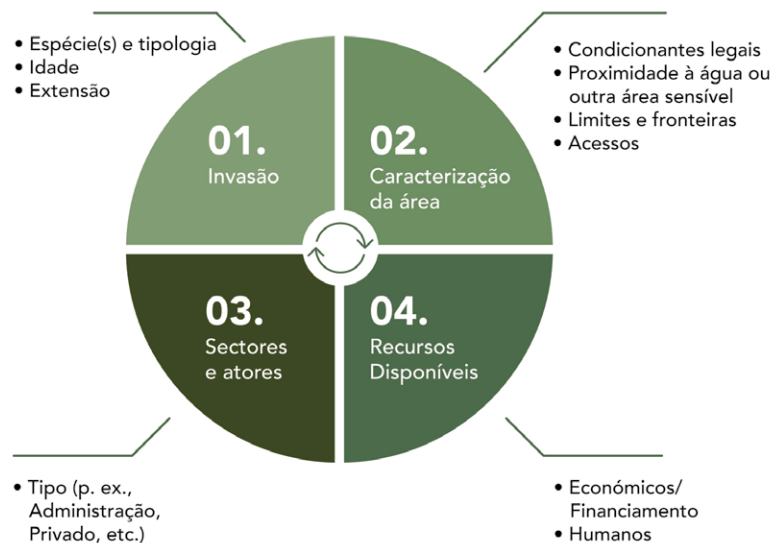 • Espécie(s) e tipologia
• Idade
• Extensão
• Condicionantes legais
• Proximidade à água ou
outra área sensível
• Limites e fronteiras
• Acessos
01.
Invasão
02.
Caracterização
da área
03.
Sectores
e atores
04.
Recursos
Disponíveis
• Tipo (p. ex.,
Administração,
Privado, etc.)
• Económicos/
Financiamento
• Humanos